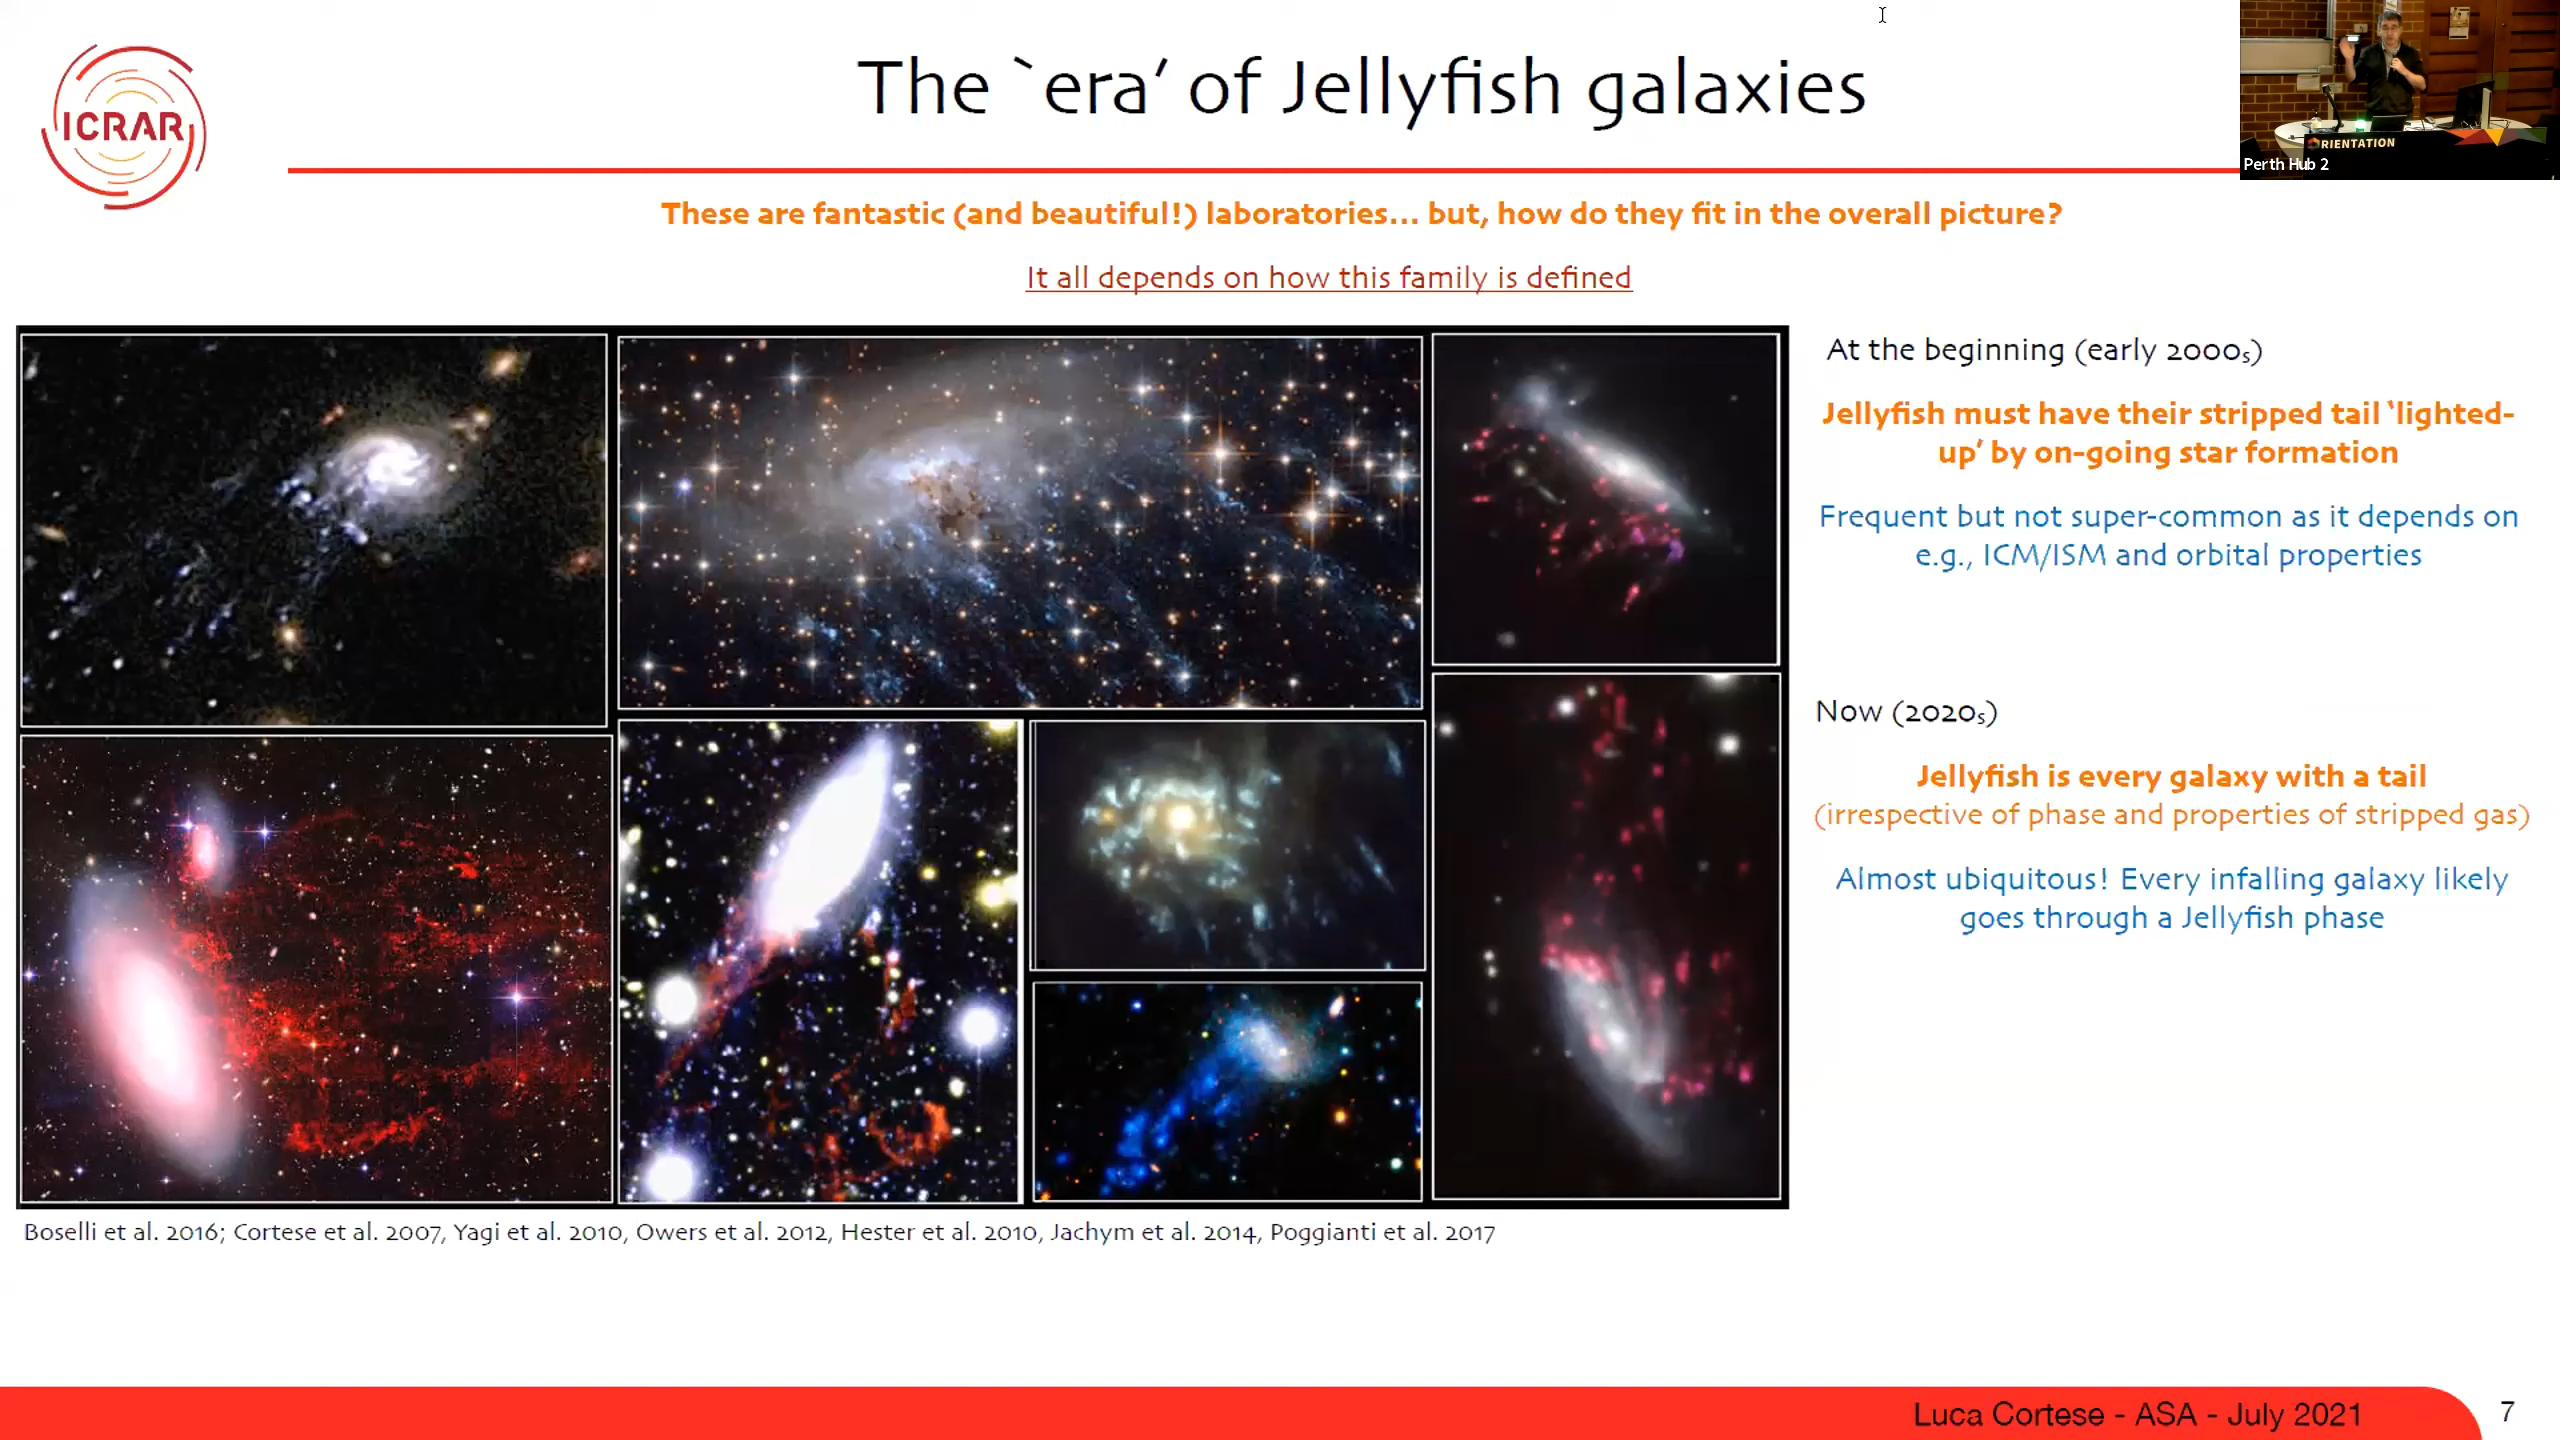 ICRAR
The `era' of Jellyfish galaxies
ORIENTATION
Perth Hub 2
These are fantastic (and beautiful!) laboratories... but, how do they fit in the overall picture?
It all depends on how this family is defined
At the beginning (early 2000s)
Jellyfish must have their stripped tail 'lighted-
up' by on-going star formation
Frequent but not super-common as it depends on
e.g., ICM/ISM and orbital properties
Now (2020s)
Jellyfish is every galaxy with a tail
(irrespective of phase and properties of stripped gas)
Almost ubiquitous! Every infalling galaxy likely
goes through a Jellyfish phase
Boselli et al. 2016; Cortese et al. 2007, Yagi et al. 2010, Owers et al. 2012, Hester et al. 2010, Jachym et al. 2014, Poggianti et al. 2017
Luca Cortese - ASA - July 2021
7